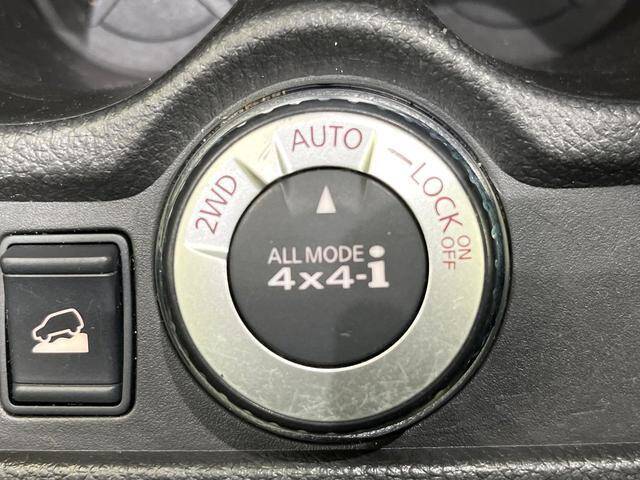 2WD
AUTO
LOCK
ON
OFF
ALL MODE
4x4-i